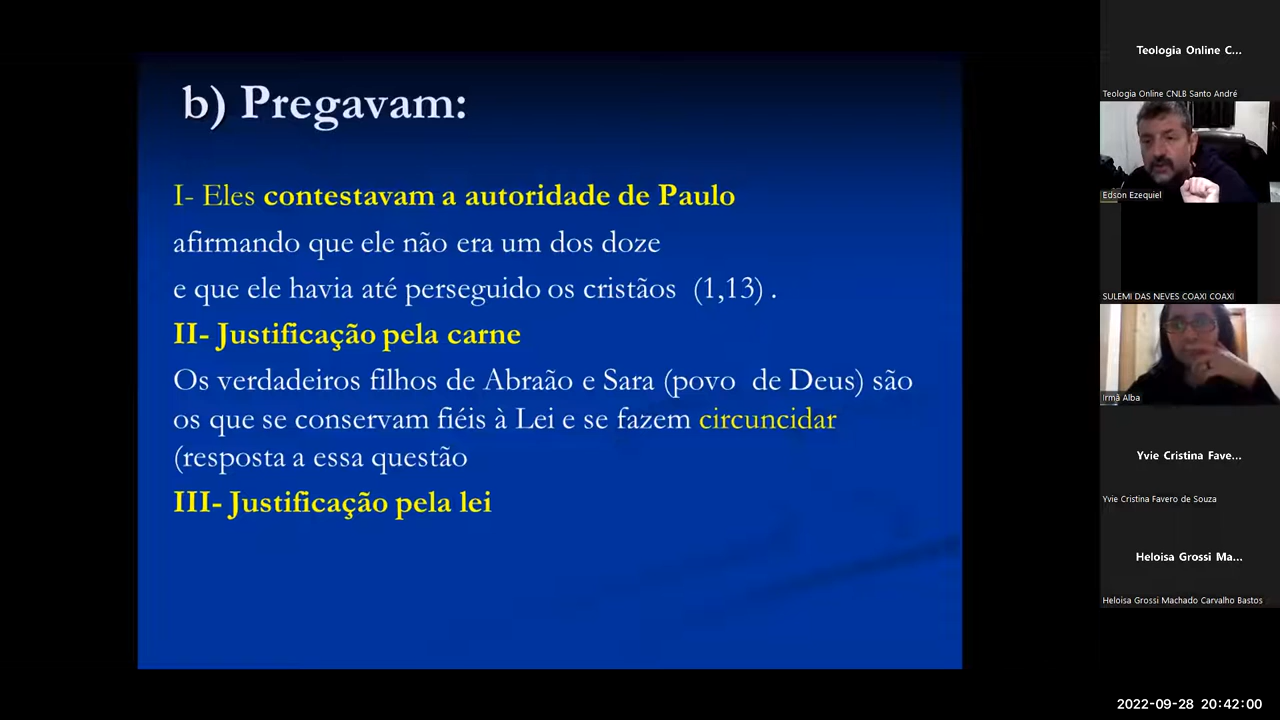 b) Pregavam:
I- Eles contestavam a autoridade de Paulo
afirmando que ele não era um dos doze
e que ele havia até perseguido os cristãos (1,13) .
II- Justificação pela carne
Os verdadeiros filhos de Abraão e Sara (povo de Deus) são
os que se conservam fiéis à Lei e se fazem circuncidar
(resposta a essa questão
III- Justificação pela lei
Teologia Online C...
Teologia Online CNLB Santo André
Edson Ezequiel
SULEMI DAS NEVES COAXI COAXI
Irmã Alba
Yvie Cristina Fave...
Yvie Cristina Favero de Souza
Heloisa Grossi Ma...
Heloisa Grossi Machado Carvalho Bastos
2022-09-28 20:42:00